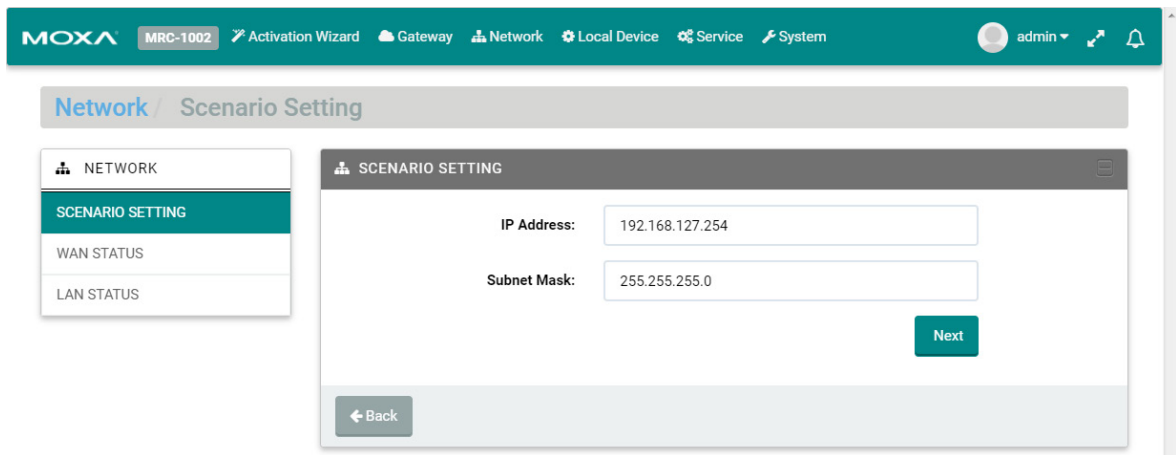 MOXA MRC-1002 Activation Wizard Gateway Network Local Device Service System admin
Network / Scenario Setting
NETWORK
SCENARIO SETTING
WAN STATUS
LAN STATUS
SCENARIO SETTING
IP Address: 192.168.127.254
Subnet Mask: 255.255.255.0
Next
Back